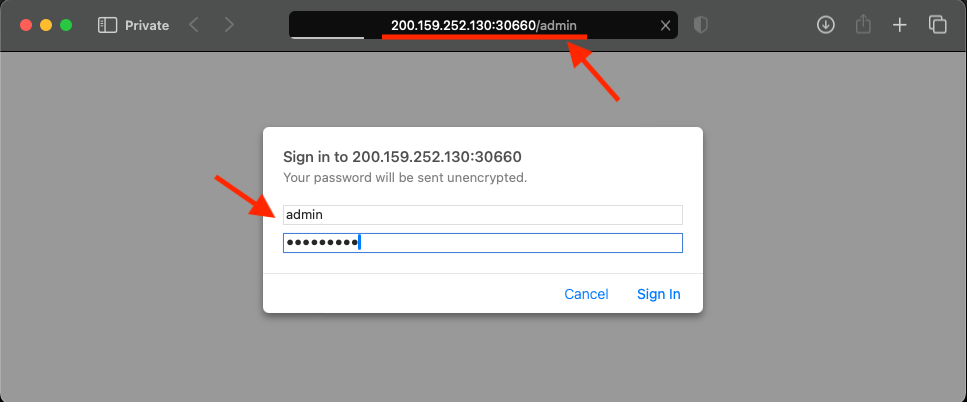 Private
200.159.252.130:30660/admin
Sign in to 200.159.252.130:30660
Your password will be sent unencrypted.
admin
•••••••••
Cancel
Sign In